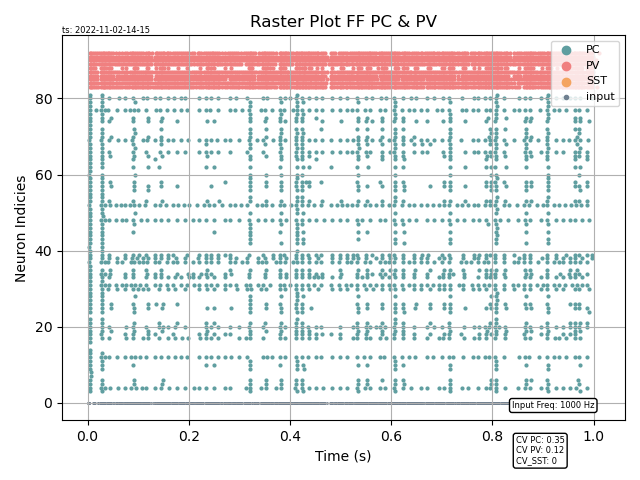 Raster Plot FF PC & PV
ts: 2022-11-02-14-15
PC
PV
SST
input
80
60
40
20
0
Neuron Indicies
0.0 0.2 0.4 0.6 0.8 1.0
Time (s)
Input Freq: 1000 Hz
CV PC: 0.35
CV PV: 0.12
CV_SST: 0